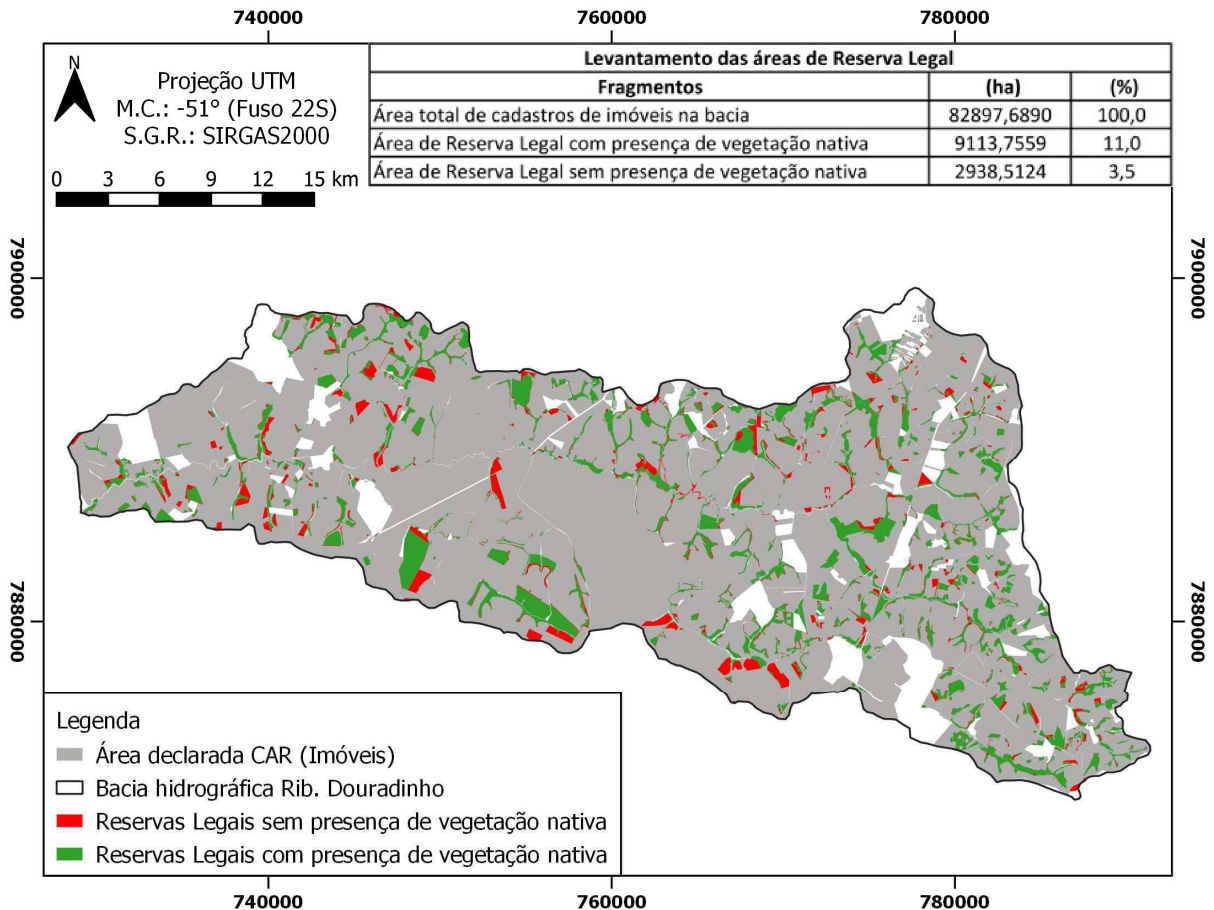 740000 760000 780000
N
Projeção UTM
M.C.: -51° (Fuso 22S)
S.G.R.: SIRGAS2000
0 3 6 9 12 15 km
Levantamento das áreas de Reserva Legal
Fragmentos (ha) (%)
Área total de cadastros de imóveis na bacia 82897,6890 100,0
Área de Reserva Legal com presença de vegetação nativa 9113,7559 11,0
Área de Reserva Legal sem presença de vegetação nativa 2938,5124 3,5
7900000 7900000
7880000 7880000
Legenda
Área declarada CAR (Imóveis)
Bacia hidrográfica Rib. Douradinho
Reservas Legais sem presença de vegetação nativa
Reservas Legais com presença de vegetação nativa
740000 760000 780000